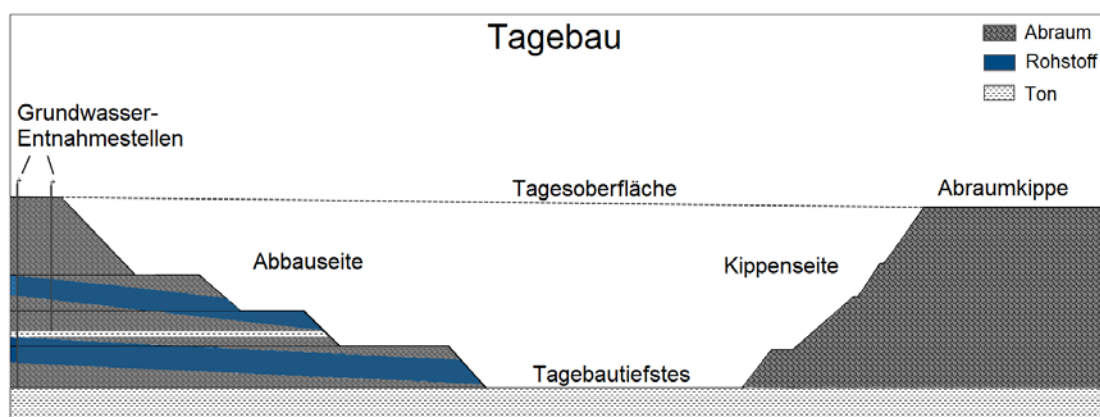 Tagebau
Abraum
Rohstoff
Ton
Grundwasser-
Entnahmestellen
Tagesoberfläche
Abraumkippe
Abbauseite
Kippenseite
Tagebautiefstes